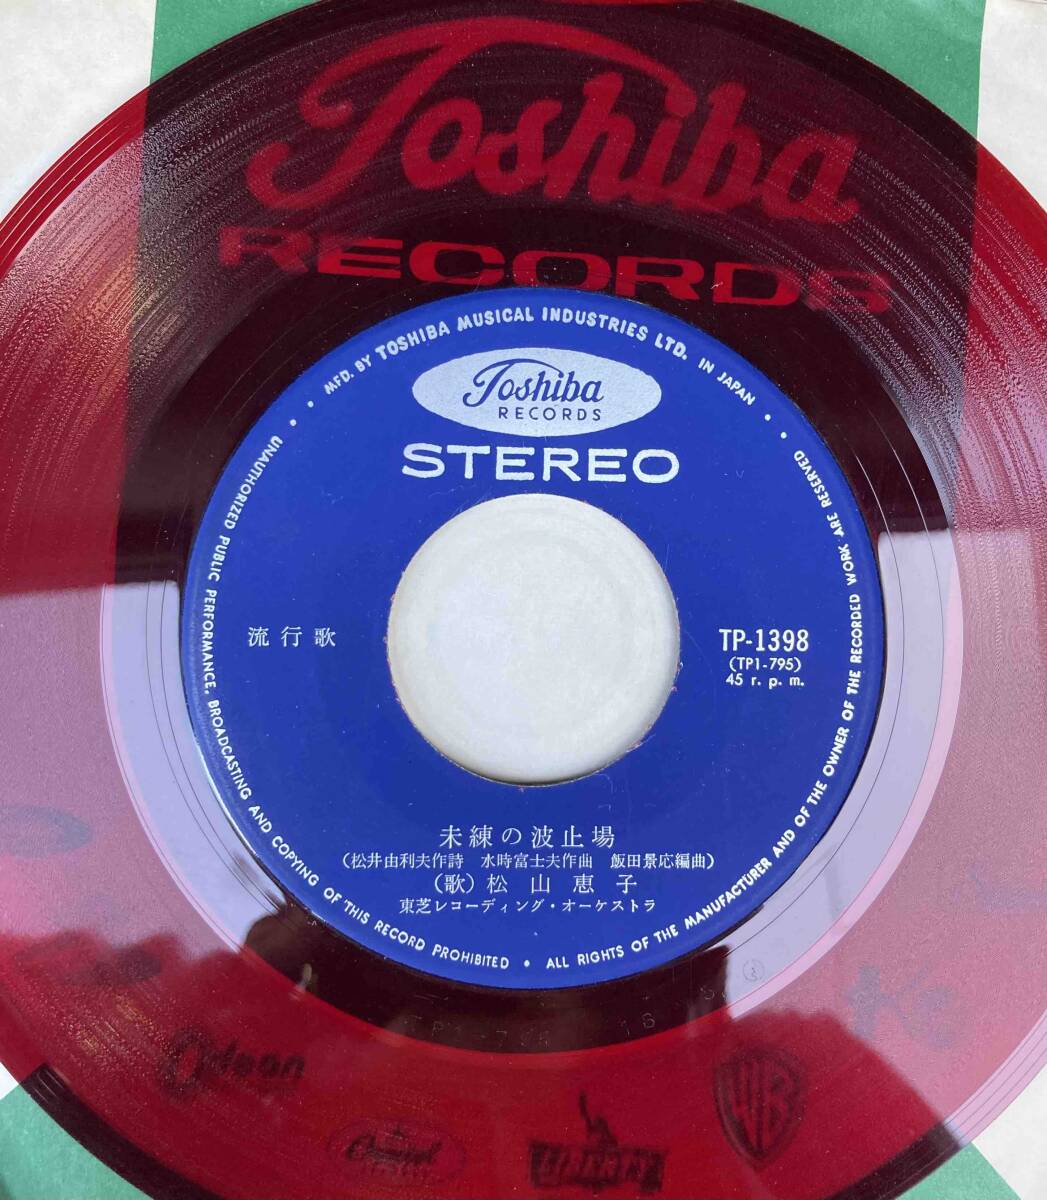 Toshiba
RECORDS
MFD. BY TOSHIBA MUSICAL INDUSTRIES LTD. IN JAPAN
Toshiba
RECORDS
STEREO
流行歌
TP-1398
(TP1-795)
45 r. p. m.
未練の波止場
(松井由利夫作詩 水時富士夫作曲 飯田景応編曲)
(歌) 松山恵子
東芝レコーディング・オーケストラ
UNAUTHORIZED PUBLIC PERFORMANCE, BROADCASTING AND COPYING OF THIS RECORD PROHIBITED • ALL RIGHTS OF THE MANUFACTURER AND OF THE OWNER OF THE RECORDED WORK ARE RESERVED
Odeon
Capitol
LIBERTY
WB